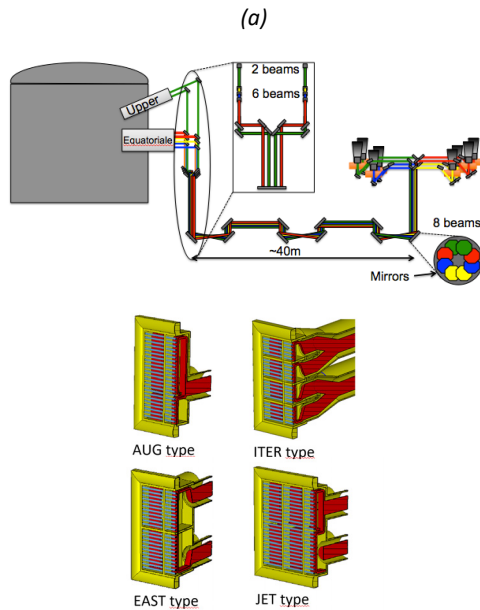 (a)
2 beams
Upper
6 beams
Equatoriale
8 beams
~40m
Mirrors
AUG type
ITER type
EAST type
JET type